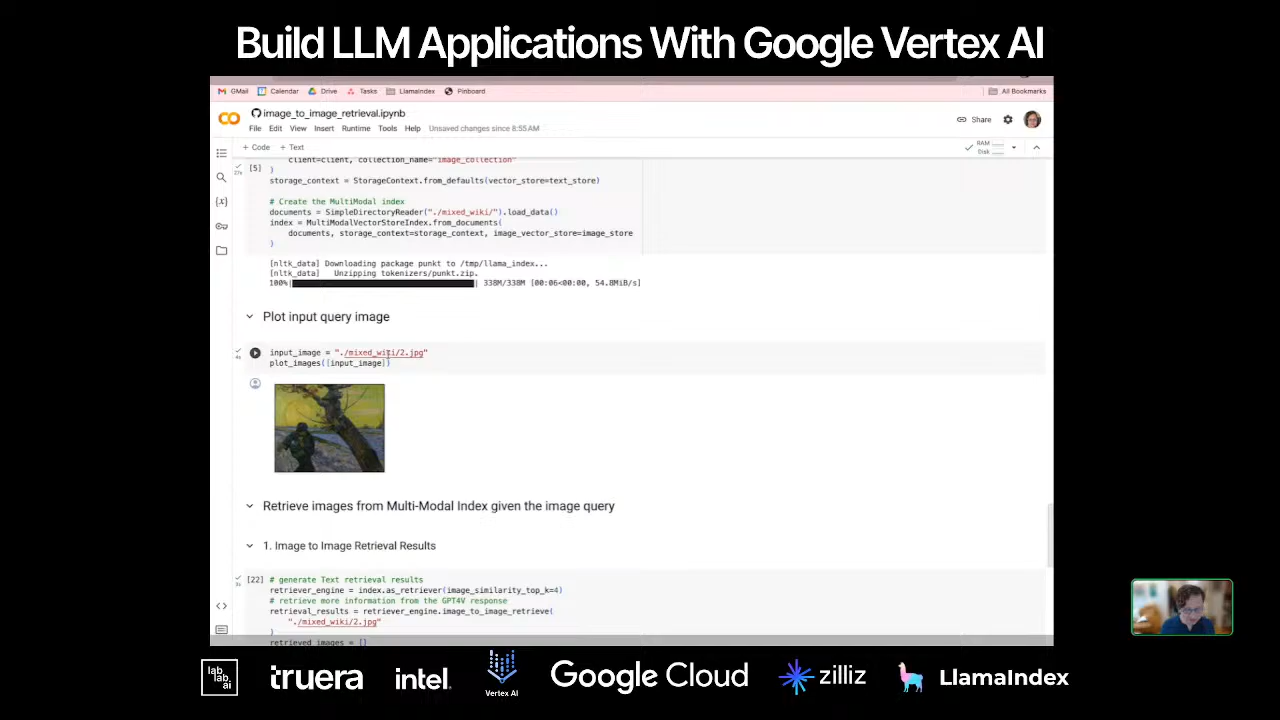 Build LLM Applications With Google Vertex AI
GMail Calendar Drive Tasks LlamaIndex Pinboard All Bookmarks
image_to_image_retrieval.ipynb
File Edit View Insert Runtime Tools Help Unsaved changes since 8:55 AM
Share
+ Code + Text
RAM
Disk
client=client, collection_name="image_collection"
[5] )
storage_context = StorageContext.from_defaults(vector_store=text_store)
# Create the MultiModal index
documents = SimpleDirectoryReader("./mixed_wiki/").load_data()
index = MultiModalVectorStoreIndex.from_documents(
documents, storage_context=storage_context, image_vector_store=image_store
)
[nltk_data] Downloading package punkt to /tmp/llama_index...
[nltk_data] Unzipping tokenizers/punkt.zip.
100%| | 338M/338M [00:06<00:00, 54.8MiB/s]
Plot input query image
input_image = "./mixed_wiki/2.jpg"
plot_images([input_image])
Retrieve images from Multi-Modal Index given the image query
1. Image to Image Retrieval Results
[22] # generate Text retrieval results
retriever_engine = index.as_retriever(image_similarity_top_k=4)
# retrieve more information from the GPT4V response
retrieval_results = retriever_engine.image_to_image_retrieve(
"./mixed_wiki/2.jpg"
)
retrieved_images = []
lab
lab
.ai
truera
intel.
Vertex AI
Google Cloud
zilliz
LlamaIndex